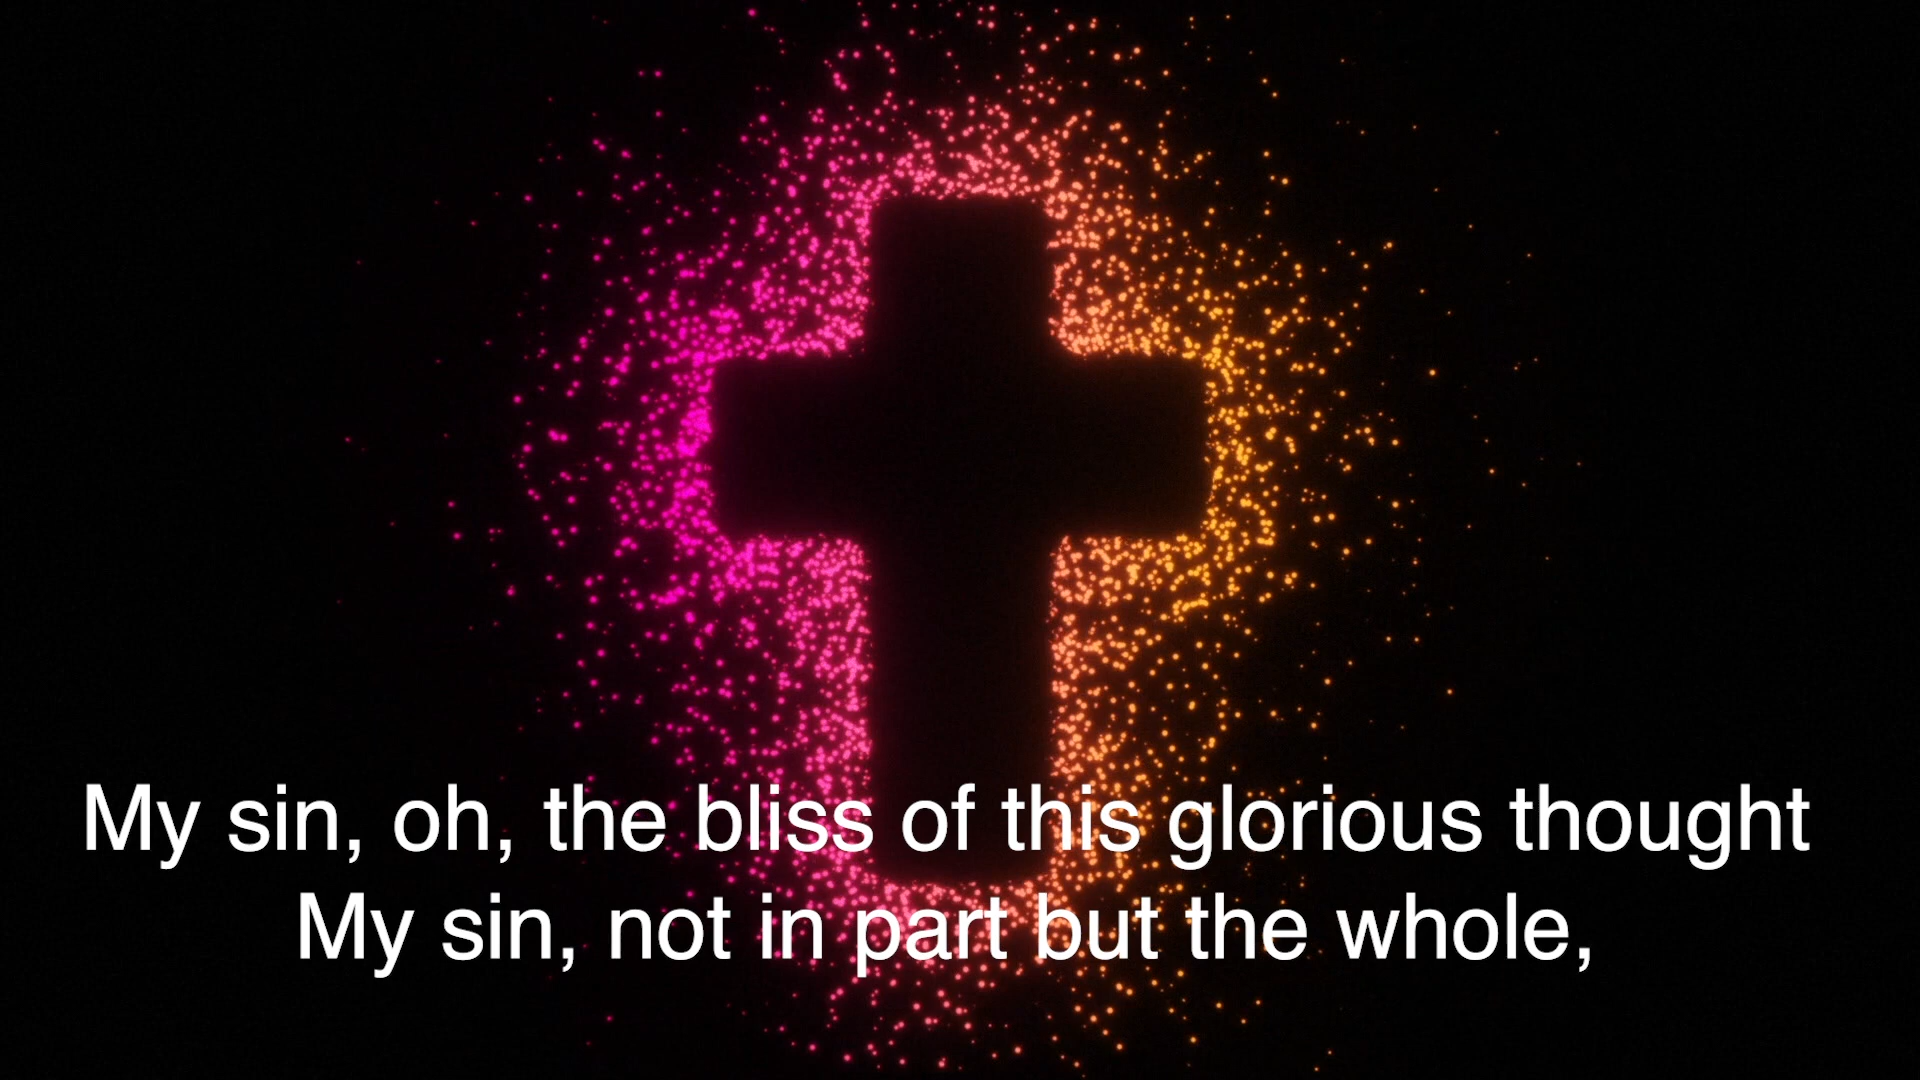 My sin, oh, the bliss of this glorious thought
My sin, not in part but the whole,